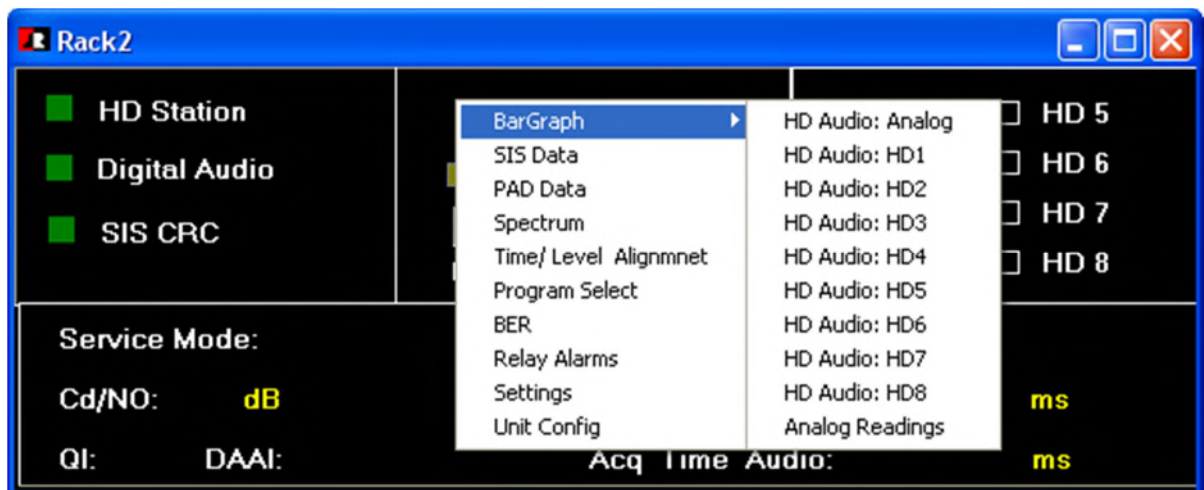 Rack2
HD Station
Digital Audio
SIS CRC
BarGraph
SIS Data
PAD Data
Spectrum
Time/ Level Alignmnet
Program Select
BER
Relay Alarms
Settings
Unit Config
HD Audio: Analog
HD Audio: HD1
HD Audio: HD2
HD Audio: HD3
HD Audio: HD4
HD Audio: HD5
HD Audio: HD6
HD Audio: HD7
HD Audio: HD8
Analog Readings
HD 5
HD 6
HD 7
HD 8
Service Mode:
Cd/NO: dB
ms
QI: DAAI: Acq Time Audio: ms